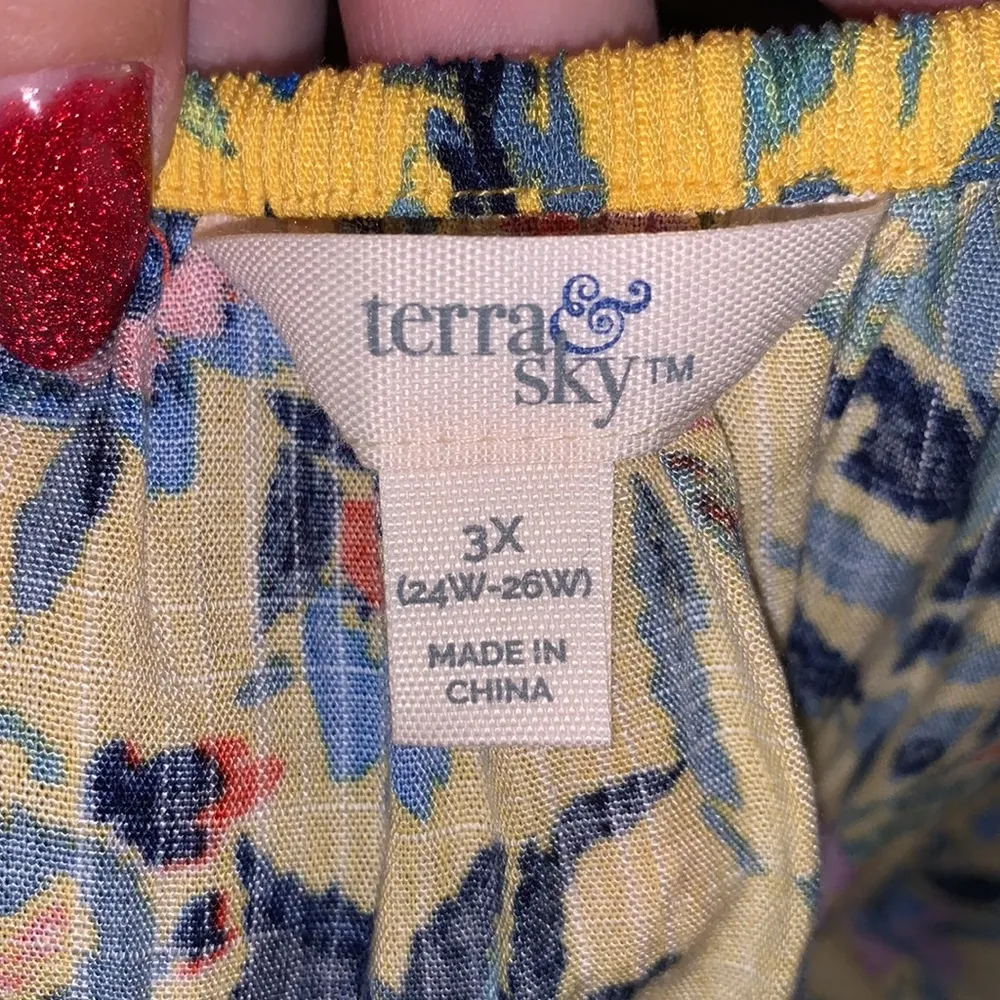 terra &
sky™
3X
(24W-26W)
MADE IN
CHINA